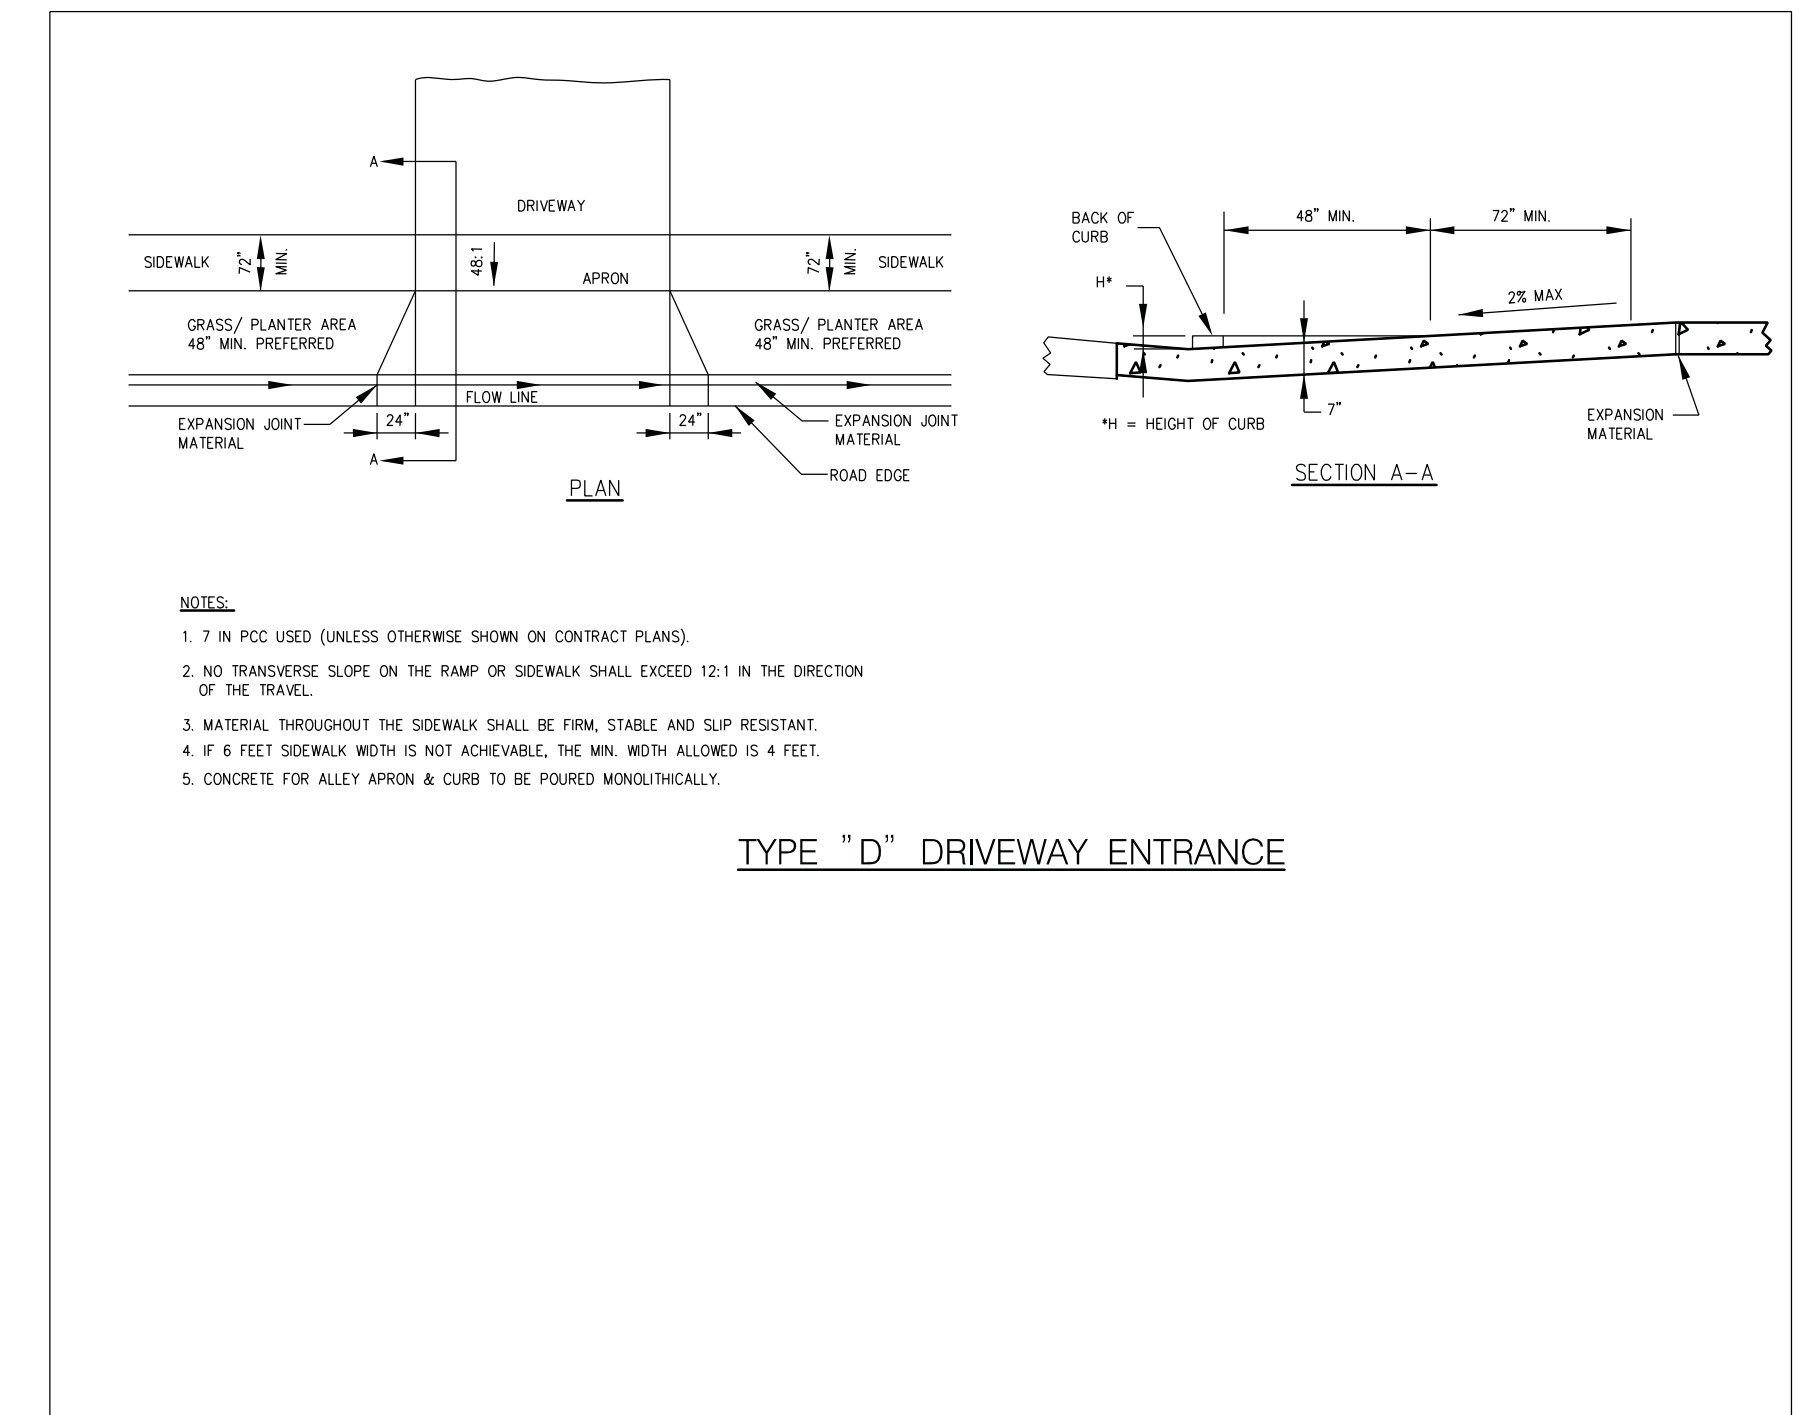 A
DRIVEWAY
SIDEWALK
72"
MIN.
48:1
APRON
72"
MIN.
SIDEWALK
GRASS/ PLANTER AREA
48" MIN. PREFERRED
GRASS/ PLANTER AREA
48" MIN. PREFERRED
FLOW LINE
EXPANSION JOINT
MATERIAL
24"
24"
EXPANSION JOINT
MATERIAL
A
ROAD EDGE
PLAN
BACK OF
CURB
48" MIN.
72" MIN.
H*
2% MAX
7"
*H = HEIGHT OF CURB
EXPANSION
MATERIAL
SECTION A-A
NOTES:
1. 7 IN PCC USED (UNLESS OTHERWISE SHOWN ON CONTRACT PLANS).
2. NO TRANSVERSE SLOPE ON THE RAMP OR SIDEWALK SHALL EXCEED 12:1 IN THE DIRECTION
OF THE TRAVEL.
3. MATERIAL THROUGHOUT THE SIDEWALK SHALL BE FIRM, STABLE AND SLIP RESISTANT.
4. IF 6 FEET SIDEWALK WIDTH IS NOT ACHIEVABLE, THE MIN. WIDTH ALLOWED IS 4 FEET.
5. CONCRETE FOR ALLEY APRON & CURB TO BE POURED MONOLITHICALLY.
TYPE "D" DRIVEWAY ENTRANCE